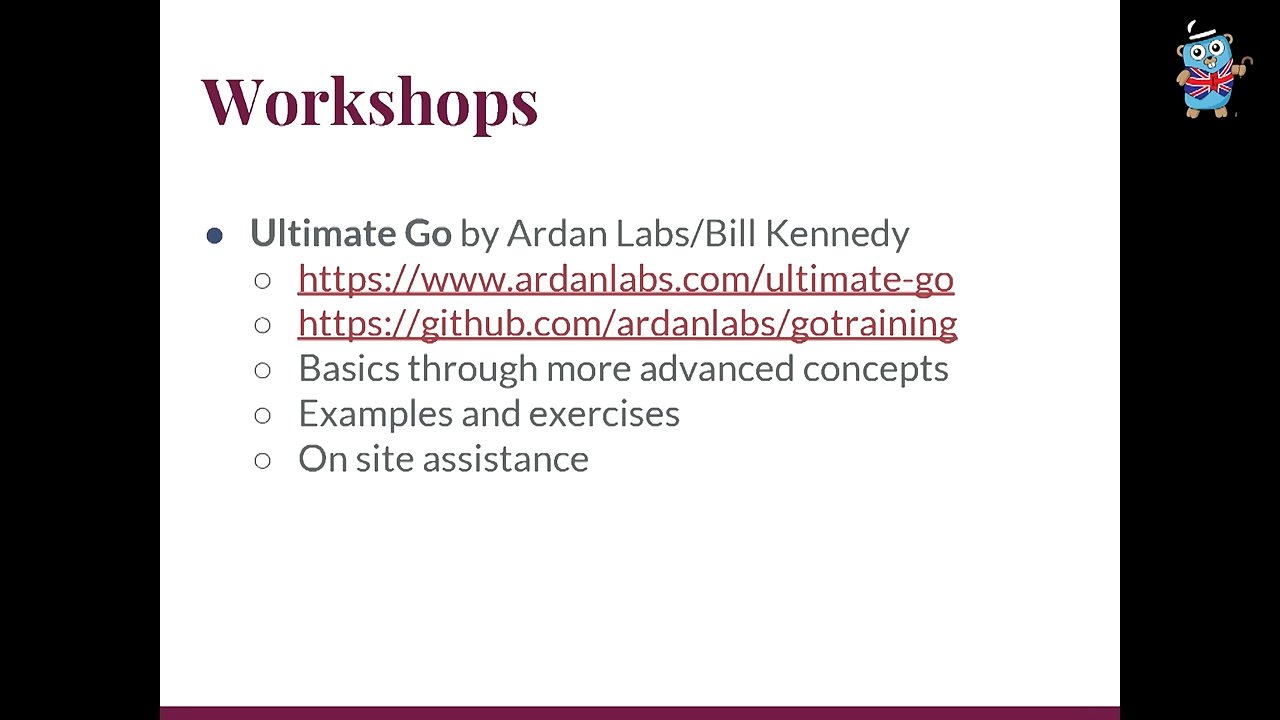 Workshops
● Ultimate Go by Ardan Labs/Bill Kennedy
○ https://www.ardanlabs.com/ultimate-go
○ https://github.com/ardanlabs/gotraining
○ Basics through more advanced concepts
○ Examples and exercises
○ On site assistance